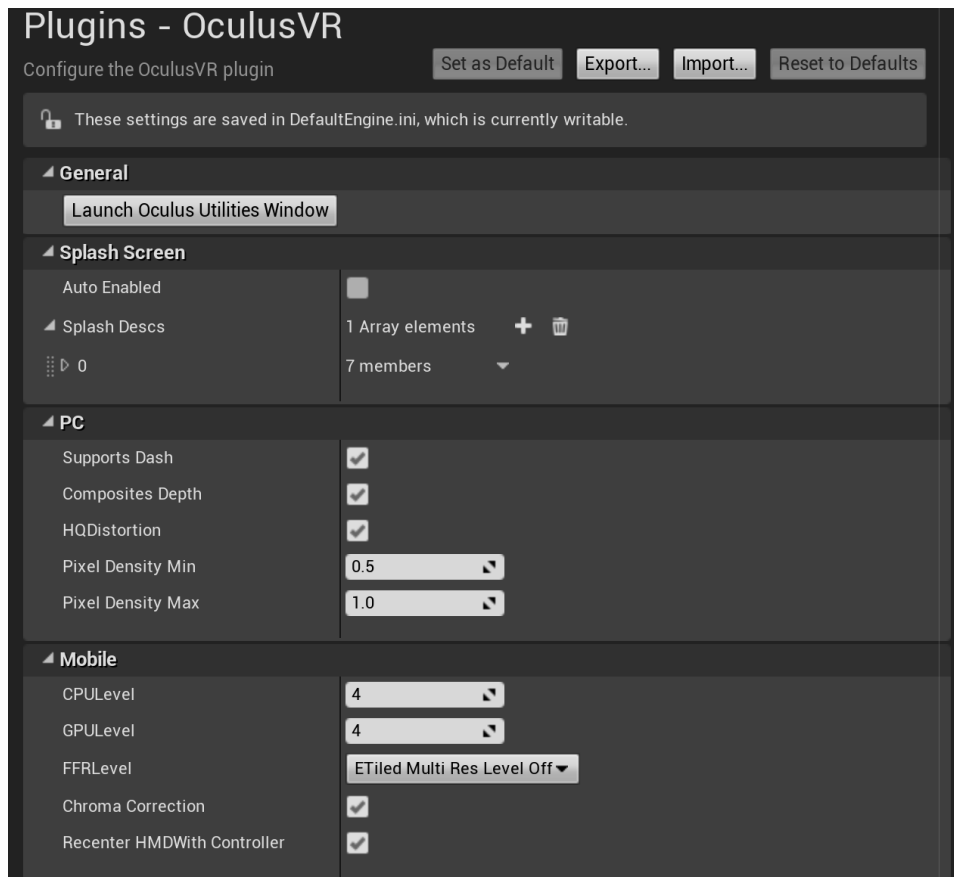 Plugins - OculusVR
Configure the OculusVR plugin
Set as Default Export... Import... Reset to Defaults
These settings are saved in DefaultEngine.ini, which is currently writable.
General
Launch Oculus Utilities Window
Splash Screen
Auto Enabled
Splash Descs 1 Array elements
0 7 members
PC
Supports Dash
Composites Depth
HQDistortion
Pixel Density Min 0.5
Pixel Density Max 1.0
Mobile
CPULevel 4
GPULevel 4
FFRLevel ETiled Multi Res Level Off
Chroma Correction
Recenter HMDWith Controller